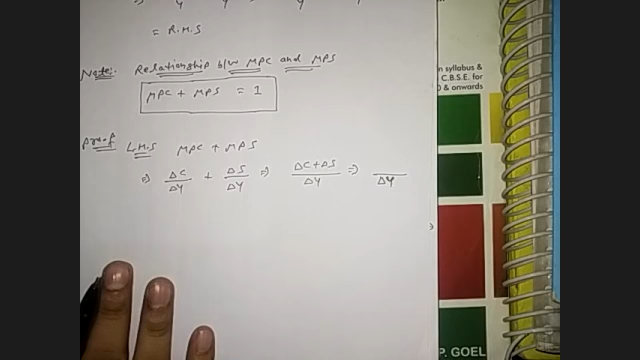 = R.H.S
Note:- Relationship b/w MPC and MPS
MPC + MPS = 1
Proof L.H.S MPC + MPS
⇒ ΔC/ΔY + ΔS/ΔY ⇒ ΔC+ΔS/ΔY ⇒ /ΔY
n syllabus &
C.B.S.E. for
0 & onwards
P. GOEL